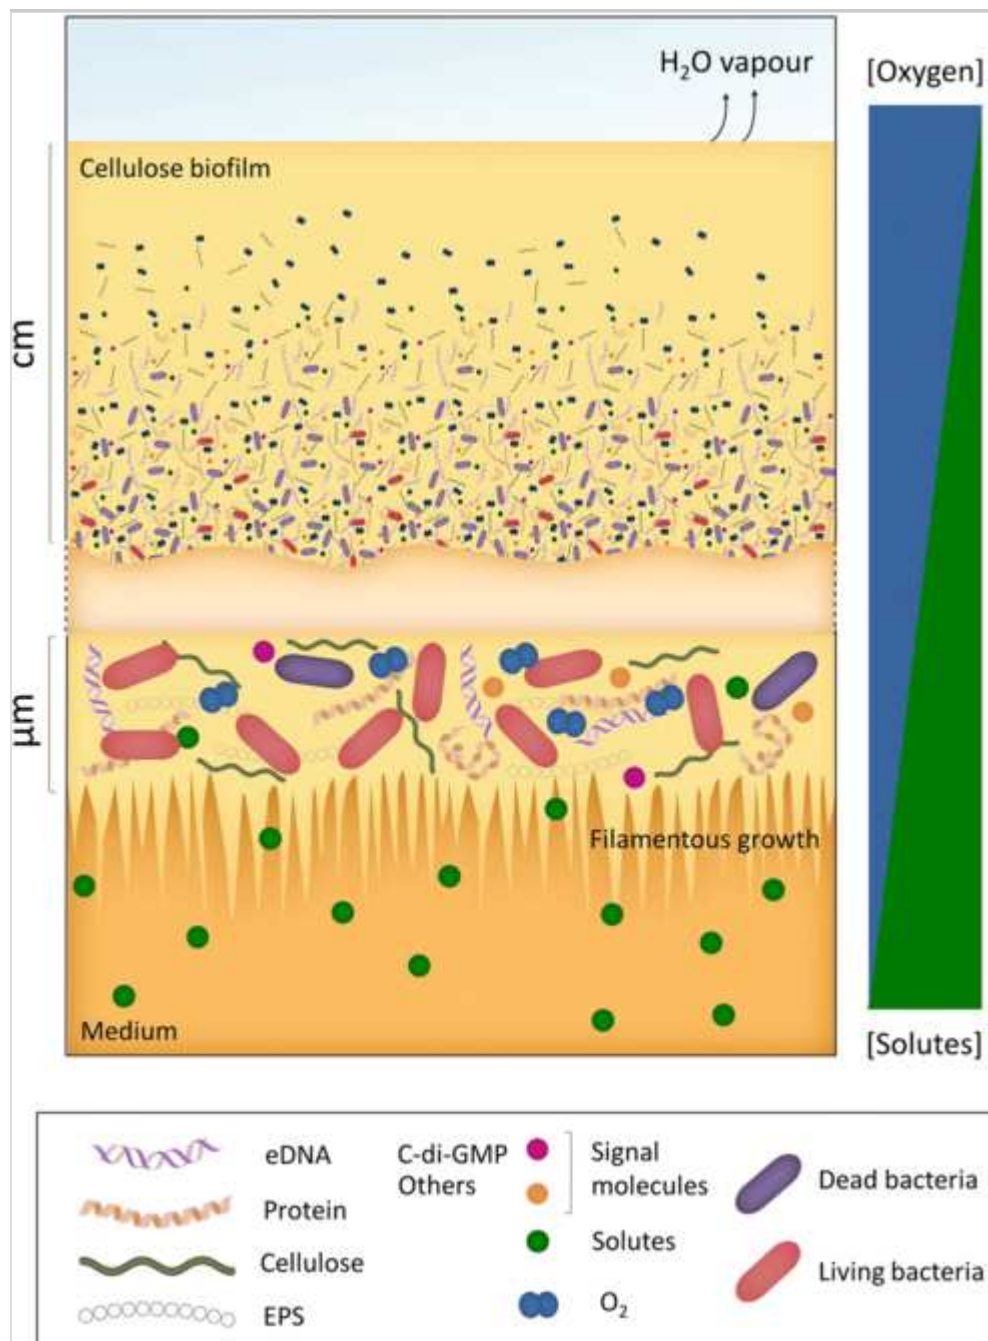 H₂O vapour
[Oxygen]
Cellulose biofilm
cm
μm
Filamentous growth
Medium
[Solutes]
eDNA
Protein
Cellulose
EPS
C-di-GMP
Others
Signal
molecules
Solutes
O₂
Dead bacteria
Living bacteria